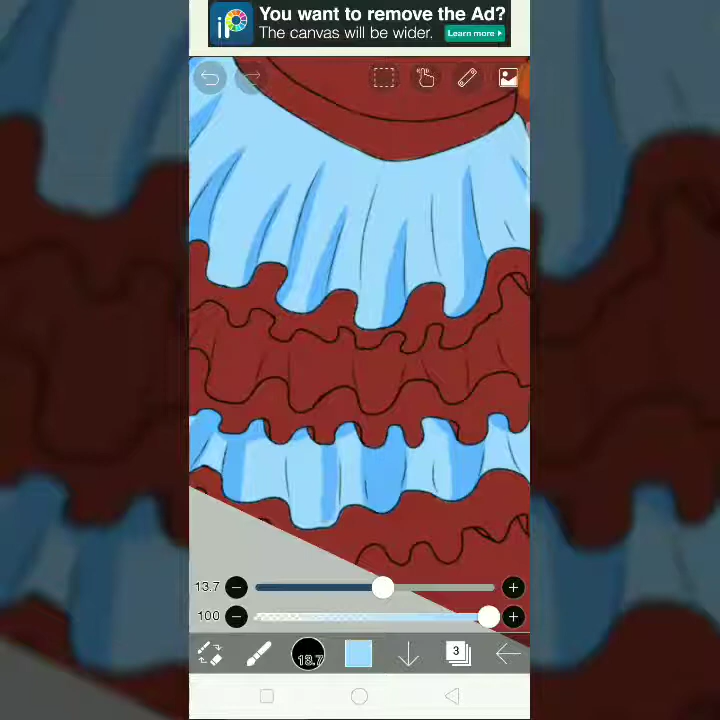 You want to remove the Ad?
The canvas will be wider.
Learn more
iP
13.7
100
13.7
3